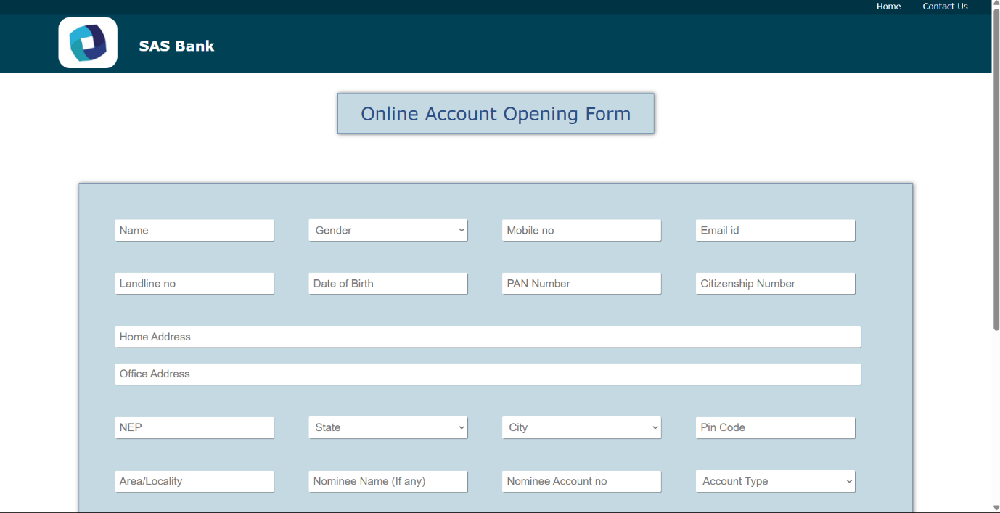 Home Contact Us
SAS Bank
Online Account Opening Form
Name Gender Mobile no Email id
Landline no Date of Birth PAN Number Citizenship Number
Home Address
Office Address
NEP State City Pin Code
Area/Locality Nominee Name (If any) Nominee Account no Account Type